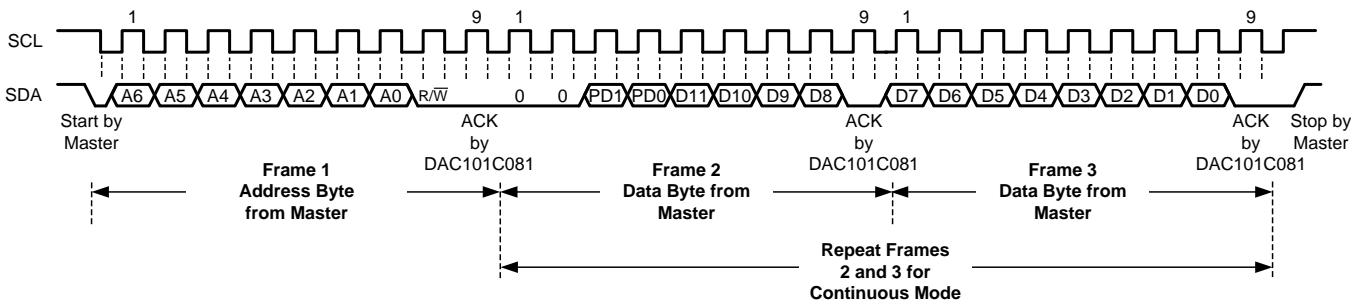 1 9 1 9 1 9
SCL
SDA A6 A5 A4 A3 A2 A1 A0 R/W̅ 0 0 PD1 PD0 D11 D10 D9 D8 D7 D6 D5 D4 D3 D2 D1 D0
Start by
Master
ACK
by
DAC101C081
ACK
by
DAC101C081
ACK
by
DAC101C081
Stop by
Master
Frame 1
Address Byte
from Master
Frame 2
Data Byte from
Master
Frame 3
Data Byte from
Master
Repeat Frames
2 and 3 for
Continuous Mode